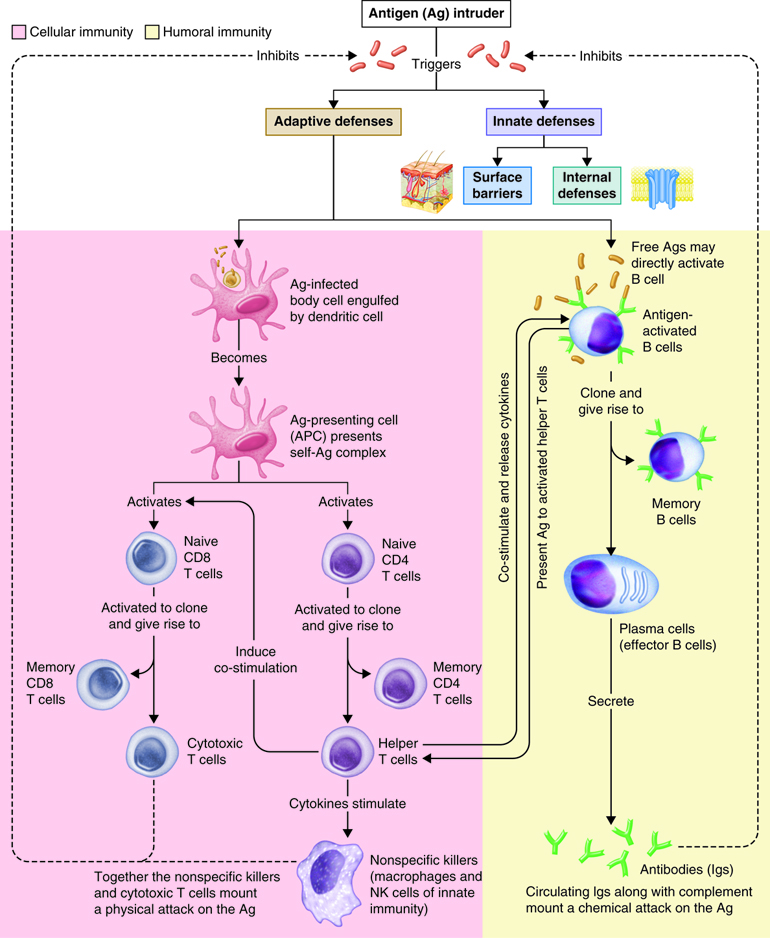 Antigen (Ag) intruder
Cellular immunity
Humoral immunity
Inhibits
Triggers
Inhibits
Adaptive defenses
Innate defenses
Surface
barriers
Internal
defenses
Ag-infected
body cell engulfed
by dendritic cell
Becomes
Ag-presenting cell
(APC) presents
self-Ag complex
Activates
Activates
Naive
CD8
T cells
Naive
CD4
T cells
Activated to clone
and give rise to
Activated to clone
and give rise to
Induce
co-stimulation
Memory
CD8
T cells
Memory
CD4
T cells
Cytotoxic
T cells
Helper
T cells
Cytokines stimulate
Together the nonspecific killers
and cytotoxic T cells mount
a physical attack on the Ag
Nonspecific killers
(macrophages and
NK cells of innate
immunity)
Co-stimulate and release cytokines
Present Ag to activated helper T cells
Free Ags may
directly activate
B cell
Antigen-
activated
B cells
Clone and
give rise to
Memory
B cells
Plasma cells
(effector B cells)
Secrete
Antibodies (Igs)
Circulating Igs along with complement
mount a chemical attack on the Ag